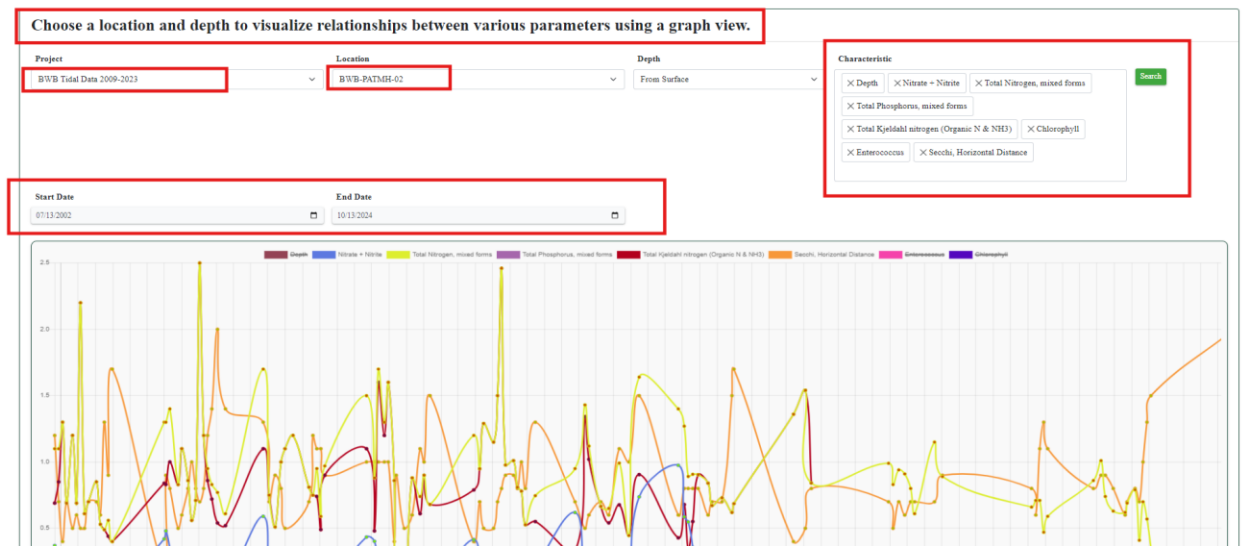 Choose a location and depth to visualize relationships between various parameters using a graph view.
Project
Location
Depth
Characteristic
BWB Tidal Data 2009-2023
BWB-PATMH-02
From Surface
Depth
Nitrate + Nitrite
Total Nitrogen, mixed forms
Search
Total Phosphorus, mixed forms
Total Kjeldahl nitrogen (Organic N & NH3)
Chlorophyll
Enterococcus
Secchi, Horizontal Distance
Start Date
End Date
07/13/2002
10/13/2024
Depth
Nitrate + Nitrite
Total Nitrogen, mixed forms
Total Phosphorus, mixed forms
Total Kjeldahl nitrogen (Organic N & NH3)
Secchi, Horizontal Distance
Enterococcus
Chlorophyll
2.5
2.0
1.5
1.0
0.5